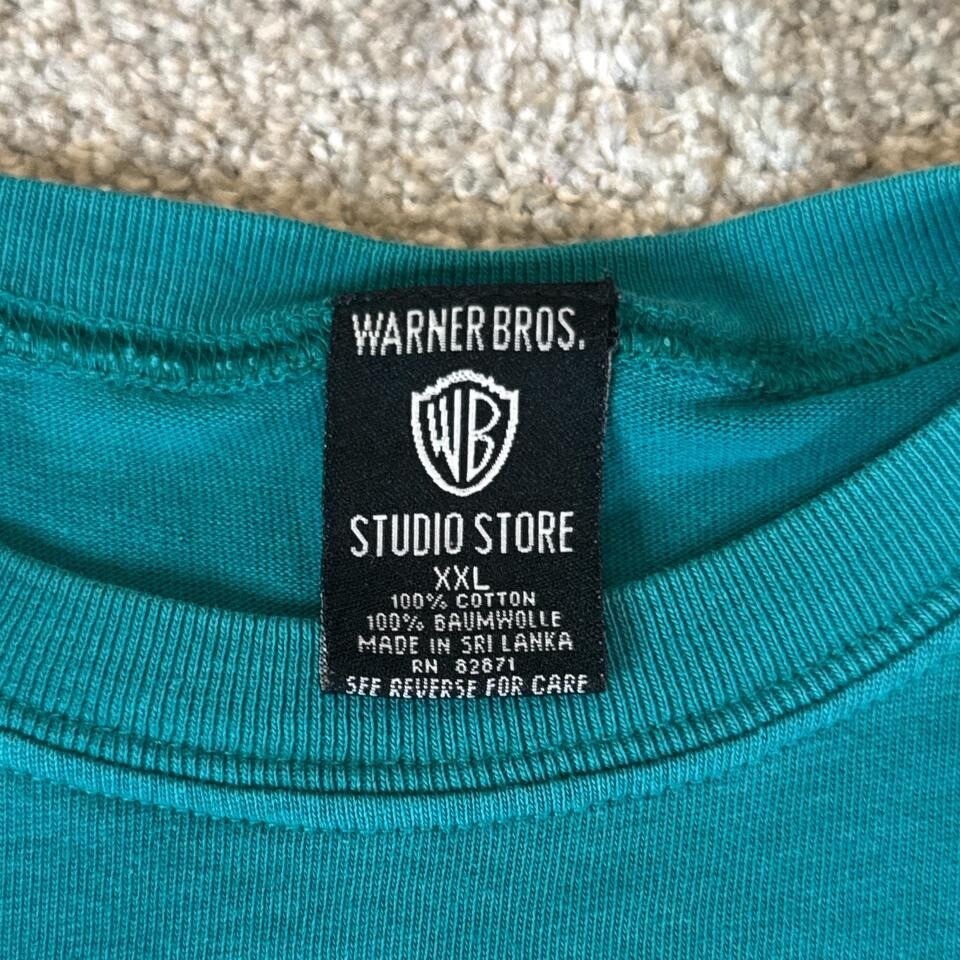 WARNER BROS.
WB
STUDIO STORE
XXL
100% COTTON
100% BAUMWOLLE
MADE IN SRI LANKA
RN 82871
SEE REVERSE FOR CARE